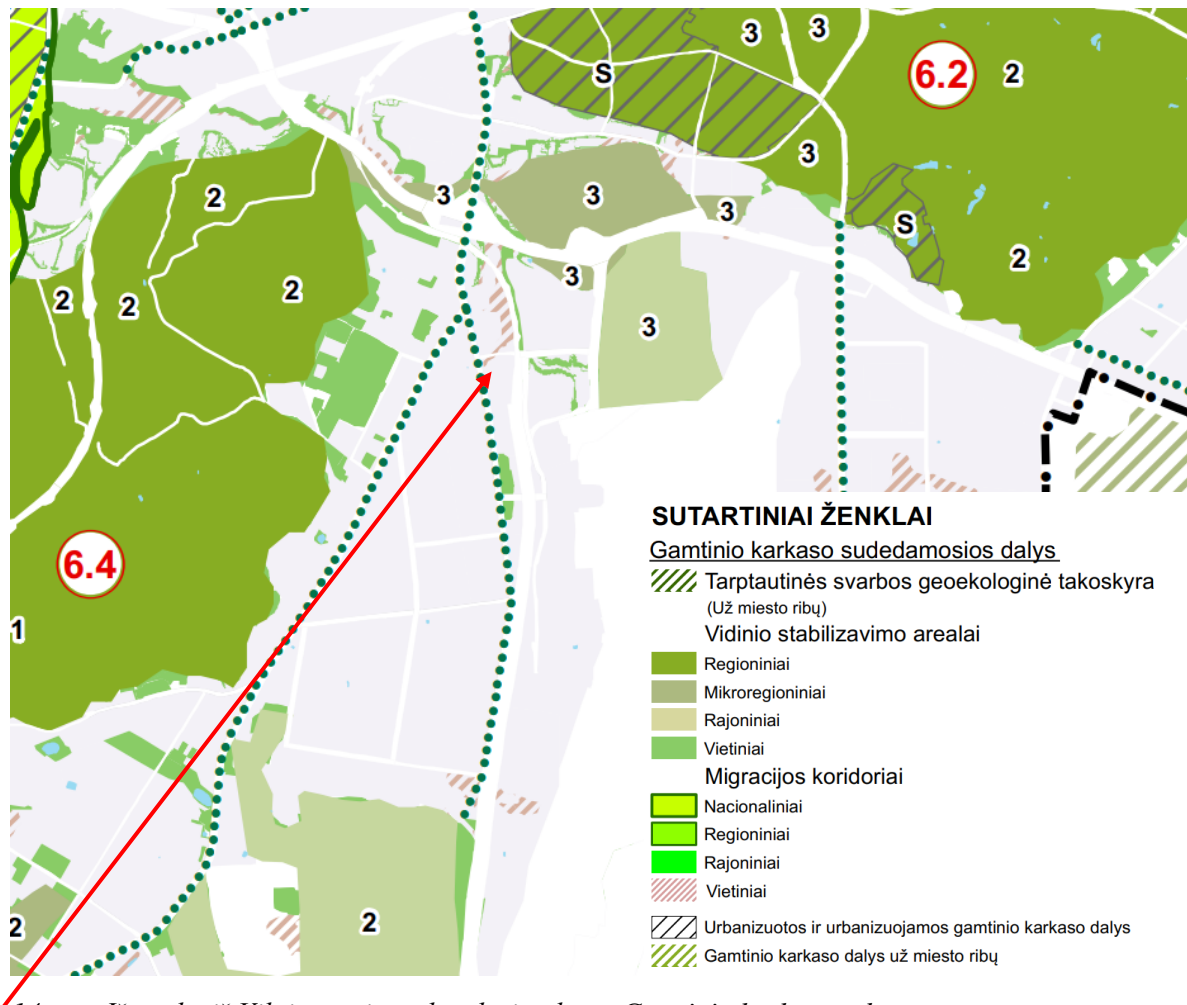 3
3
6.2
2
S
3
2
3
3
3
S
2
2
2
2
3
3
6.4
1
2
2
SUTARTINIAI ŽENKLAI
Gamtinio karkaso sudedamosios dalys
Tarptautinės svarbos geoekologinė takoskyra
(Už miesto ribų)
Vidinio stabilizavimo arealai
Regioniniai
Mikroregioniniai
Rajoniniai
Vietiniai
Migracijos koridoriai
Nacionaliniai
Regioniniai
Rajoniniai
Vietiniai
Urbanizuotos ir urbanizuojamos gamtinio karkaso dalys
Gamtinio karkaso dalys už miesto ribų